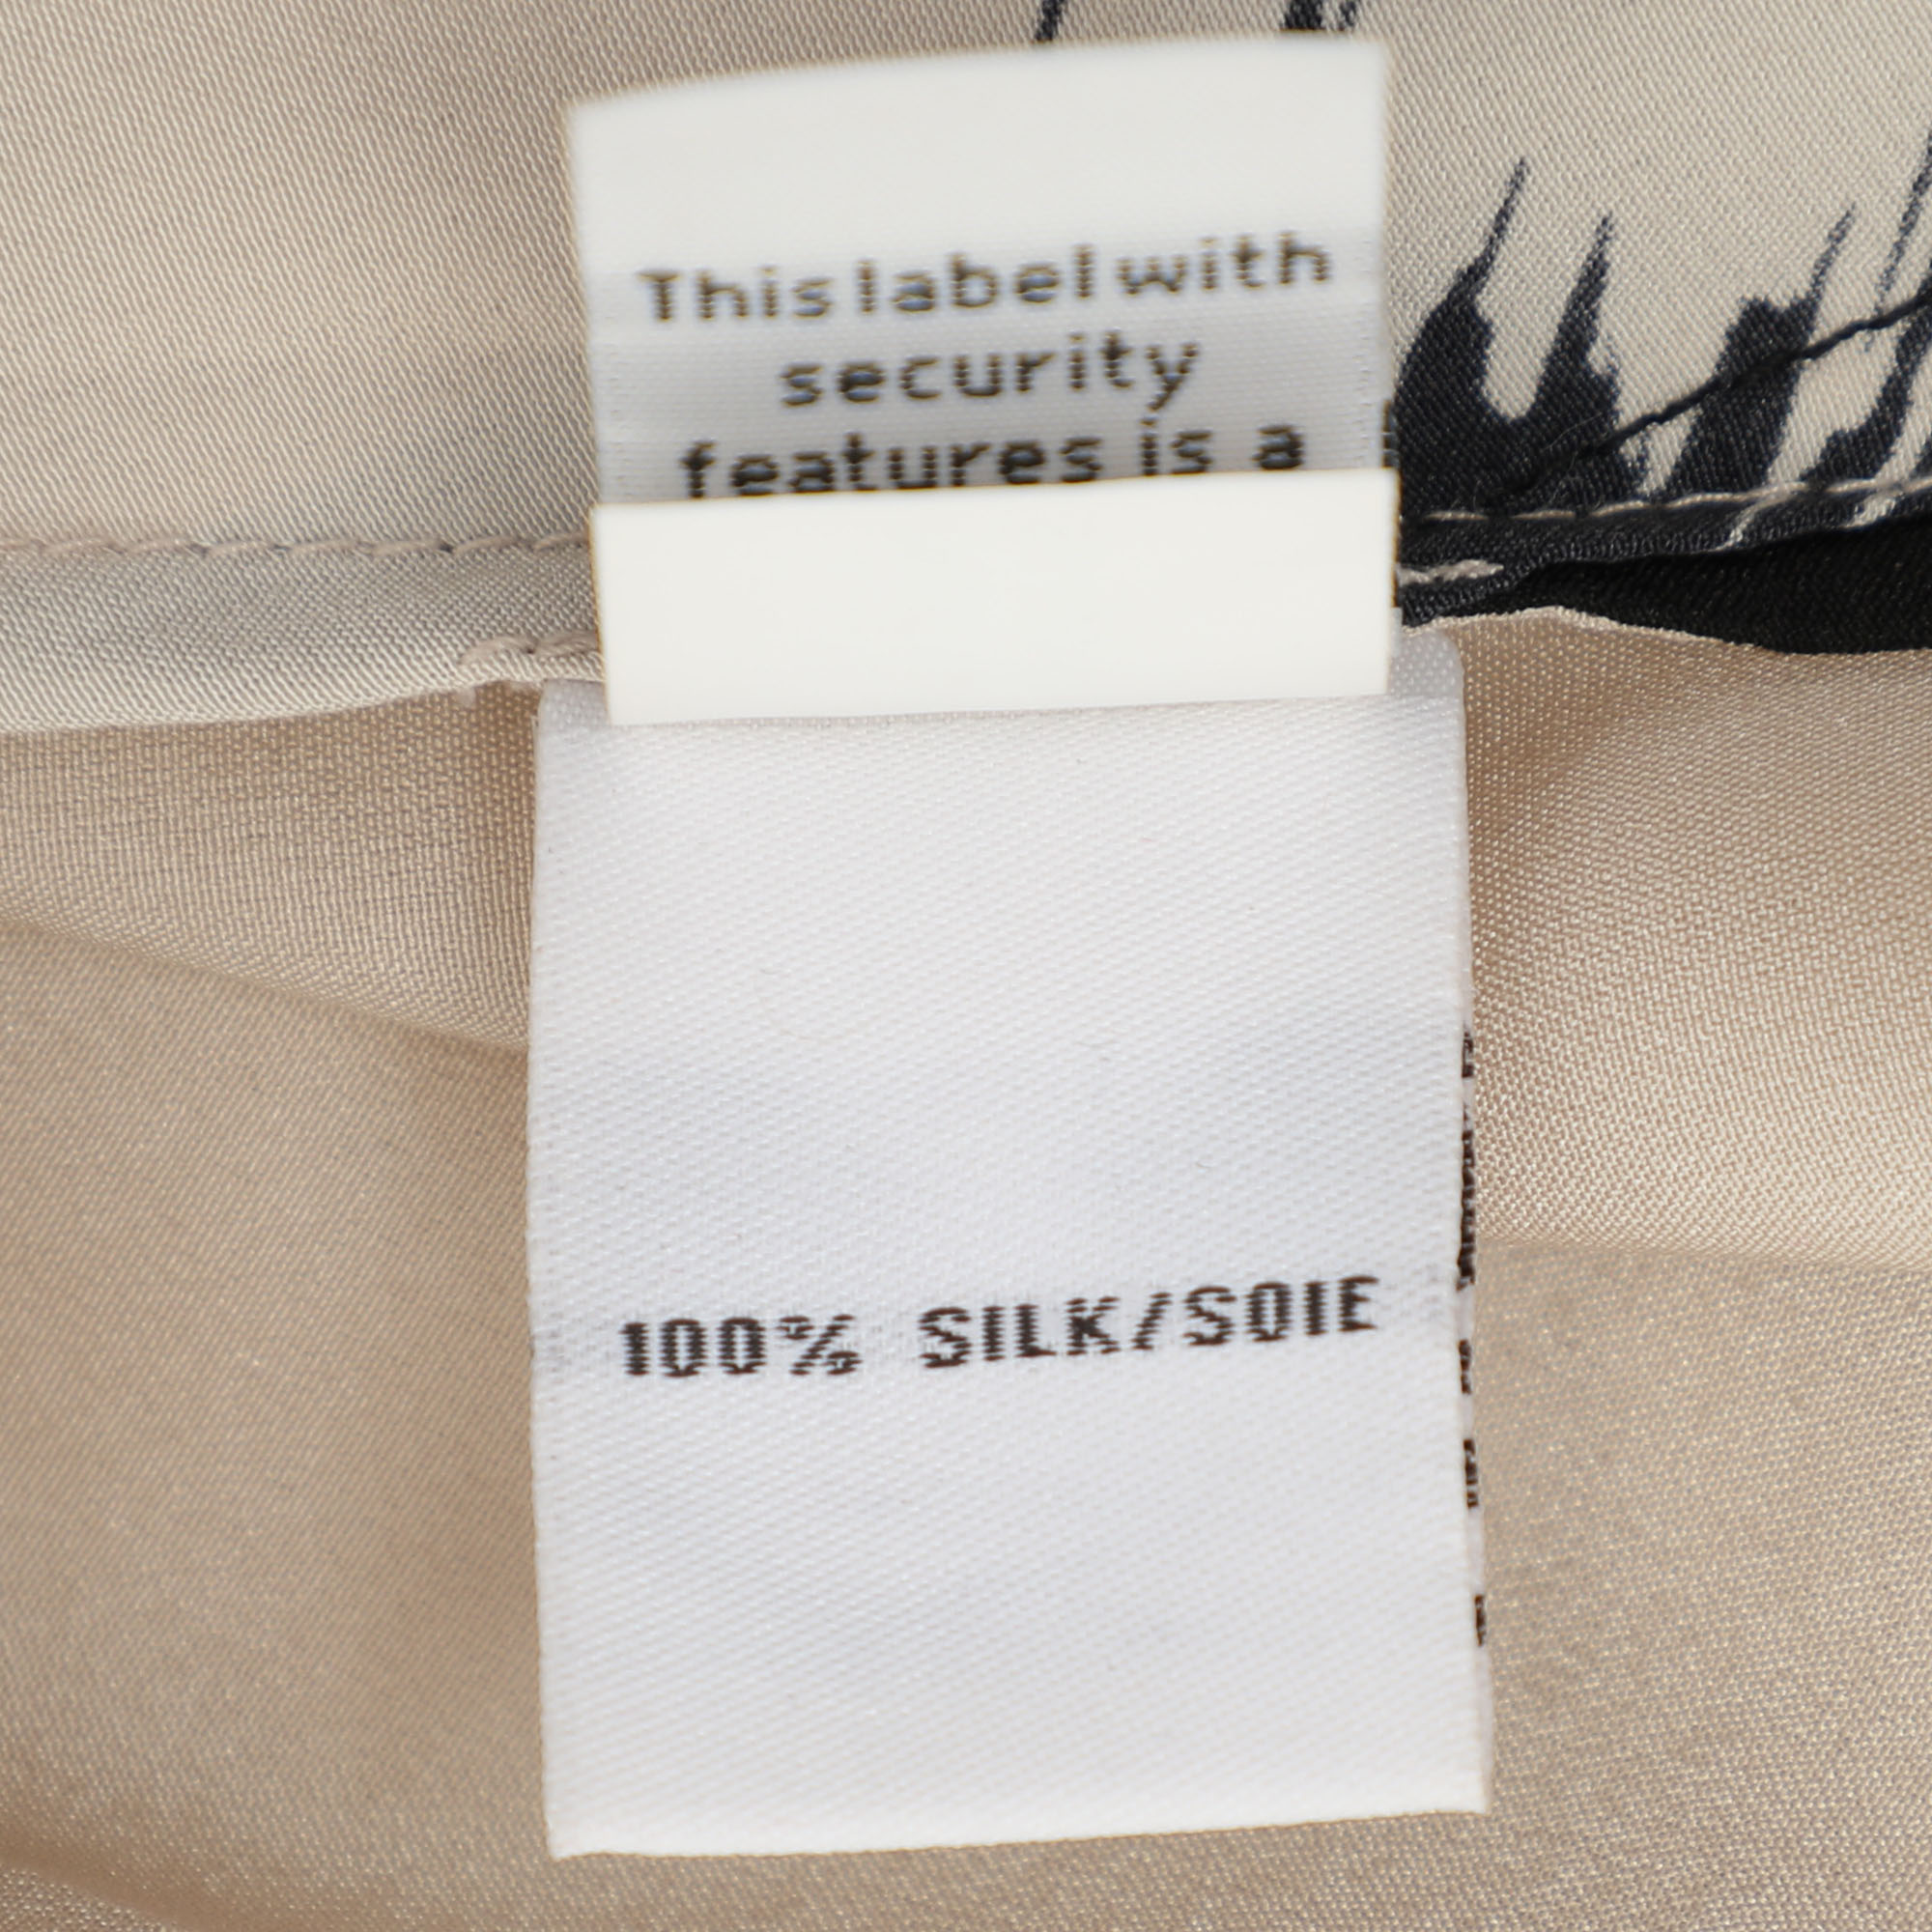 This label with
security
features is a
100% SILK/SOIE